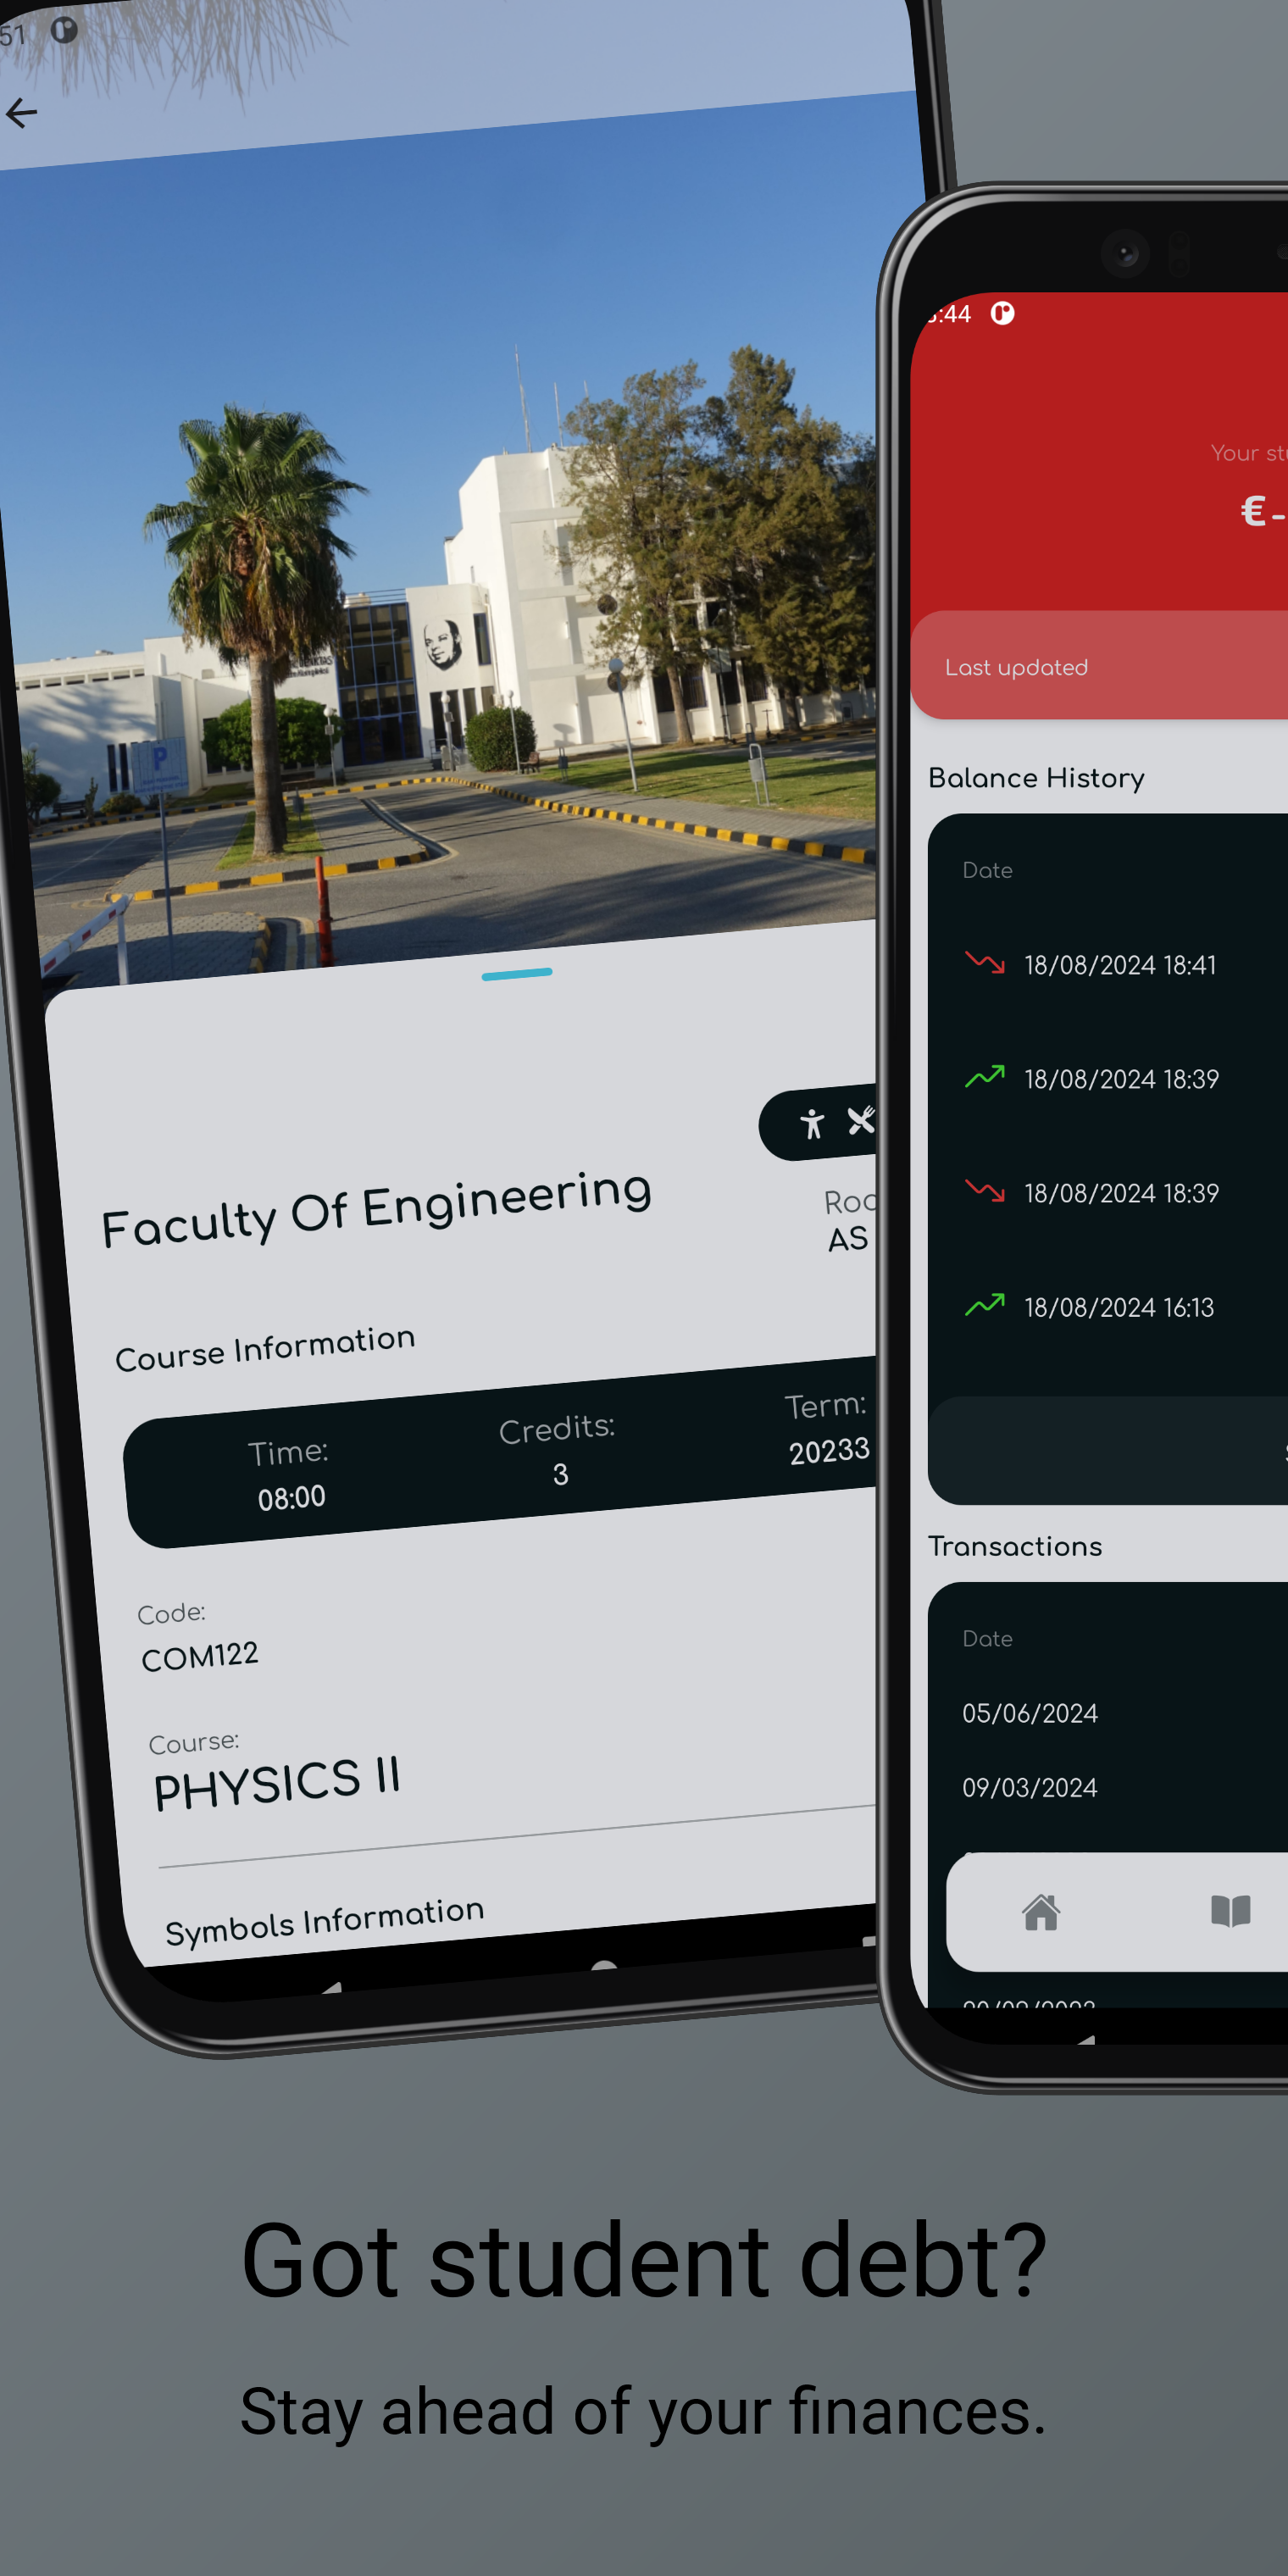 51
Faculty Of Engineering
AS
Course Information
Time:
08:00
Credits:
3
Term:
20233
Code:
COM122
Course:
PHYSICS II
Symbols Information
:44
Your
€-
Last updated
Balance History
Date
18/08/2024 18:41
18/08/2024 18:39
18/08/2024 18:39
18/08/2024 16:13
Transactions
Date
05/06/2024
09/03/2024
Got student debt?
Stay ahead of your finances.